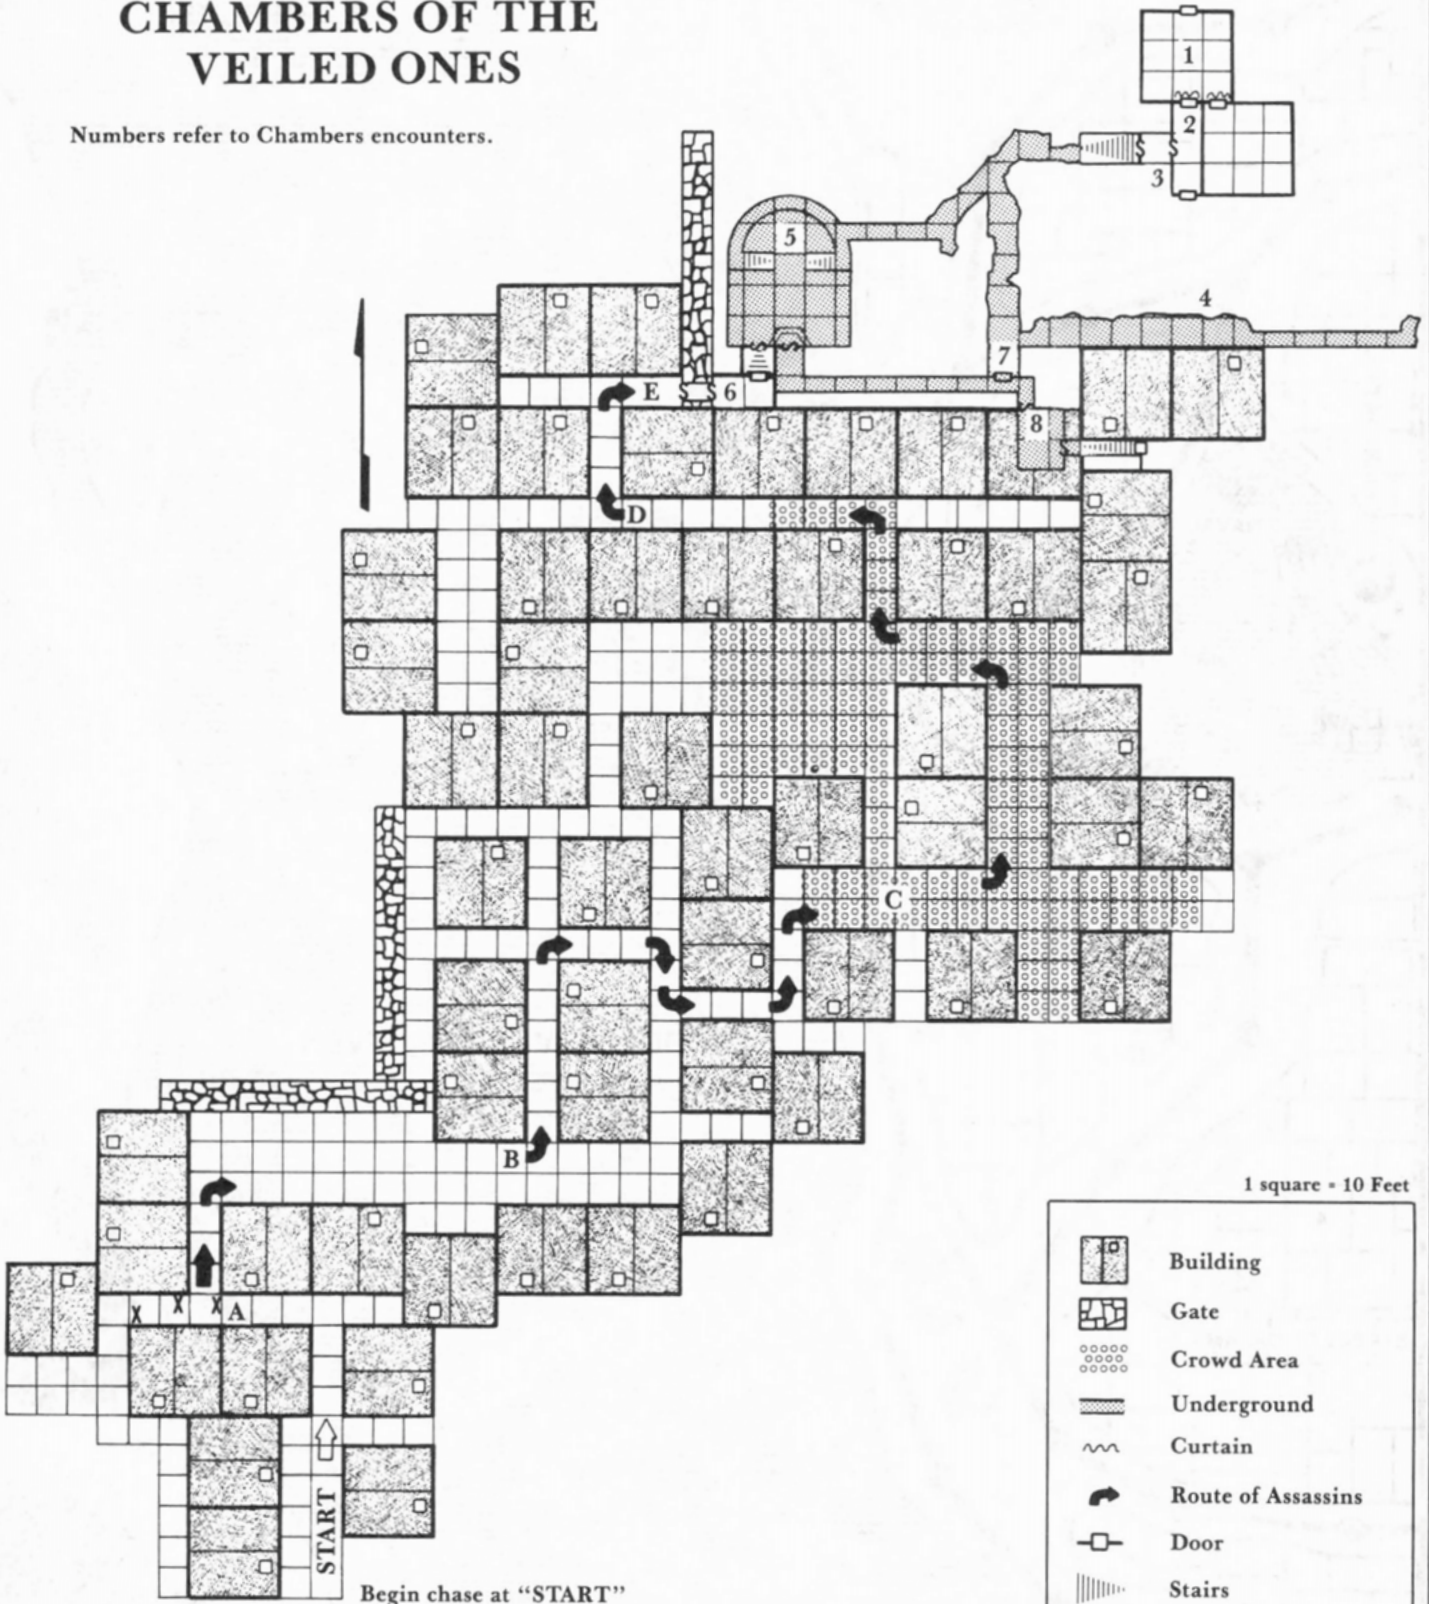 CHAMBERS OF THE
VEILED ONES
Numbers refer to Chambers encounters.
1
2
3
5
4
7
E
6
8
D
C
B
A
START
Begin chase at “START”
1 square = 10 Feet
Building
Gate
Crowd Area
Underground
Curtain
Route of Assassins
Door
Stairs